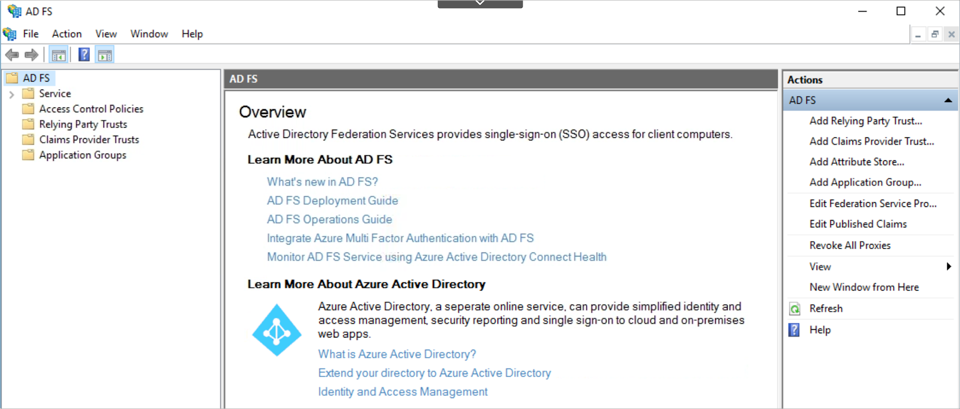 AD FS
File Action View Window Help
AD FS
Service
Access Control Policies
Relying Party Trusts
Claims Provider Trusts
Application Groups
AD FS
Overview
Active Directory Federation Services provides single-sign-on (SSO) access for client computers.
Learn More About AD FS
What's new in AD FS?
AD FS Deployment Guide
AD FS Operations Guide
Integrate Azure Multi Factor Authentication with AD FS
Monitor AD FS Service using Azure Active Directory Connect Health
Learn More About Azure Active Directory
Azure Active Directory, a seperate online service, can provide simplified identity and
access management, security reporting and single sign-on to cloud and on-premises
web apps.
What is Azure Active Directory?
Extend your directory to Azure Active Directory
Identity and Access Management
Actions
AD FS
Add Relying Party Trust...
Add Claims Provider Trust...
Add Attribute Store...
Add Application Group...
Edit Federation Service Pro...
Edit Published Claims
Revoke All Proxies
View
New Window from Here
Refresh
Help